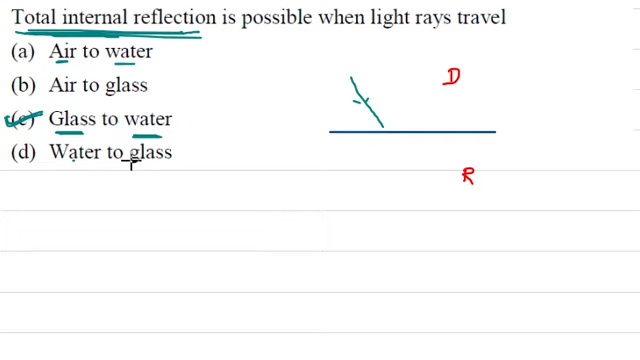 Total internal reflection is possible when light rays travel
(a) Air to water
(b) Air to glass
(c) Glass to water
(d) Water to glass
D
R